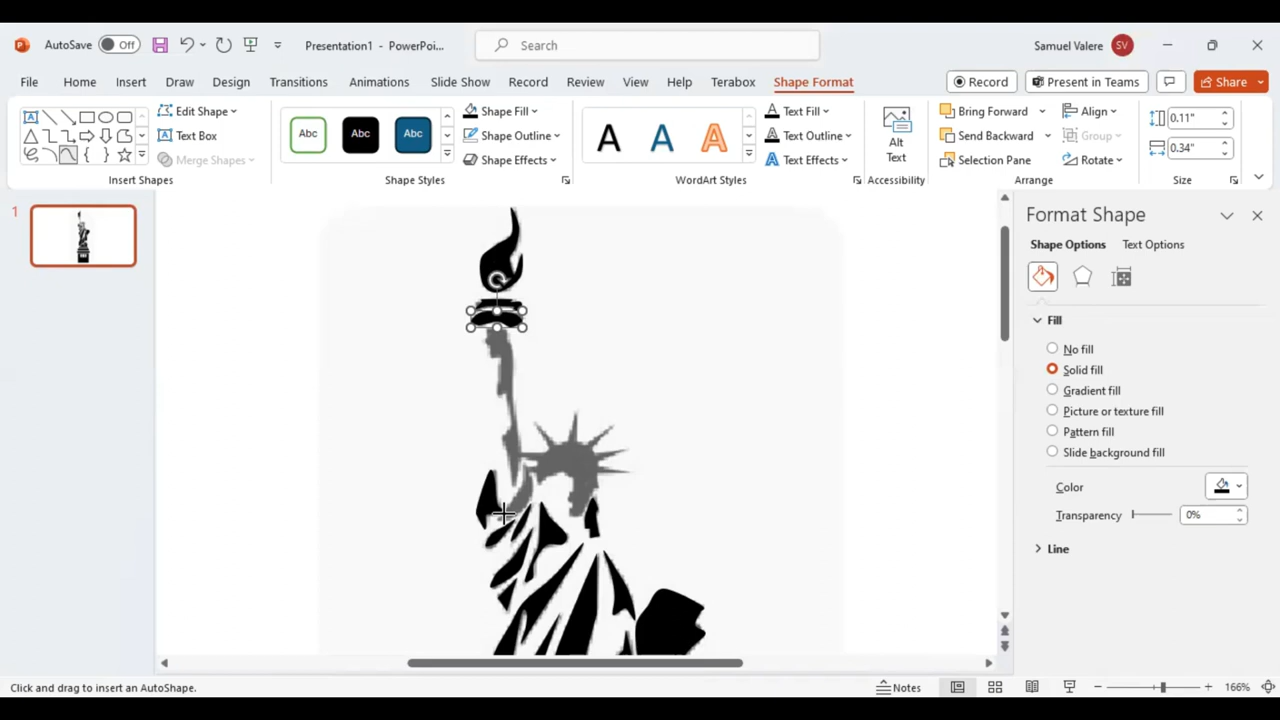 AutoSave Off Presentation1 - PowerPoi... Search Samuel Valere SV
File Home Insert Draw Design Transitions Animations Slide Show Record Review View Help Terabox Shape Format Record Present in Teams Share
Edit Shape
Text Box
Merge Shapes
Insert Shapes
Abc Abc Abc
Shape Fill
Shape Outline
Shape Effects
Shape Styles
A A A
Text Fill
Text Outline
Text Effects
WordArt Styles
Alt
Text
Accessibility
Bring Forward
Send Backward
Selection Pane
Align
Group
Rotate
Arrange
0.11"
0.34"
Size
1
Format Shape
Shape Options Text Options
Fill
No fill
Solid fill
Gradient fill
Picture or texture fill
Pattern fill
Slide background fill
Color
Transparency 0%
Line
Click and drag to insert an AutoShape. Notes 166%